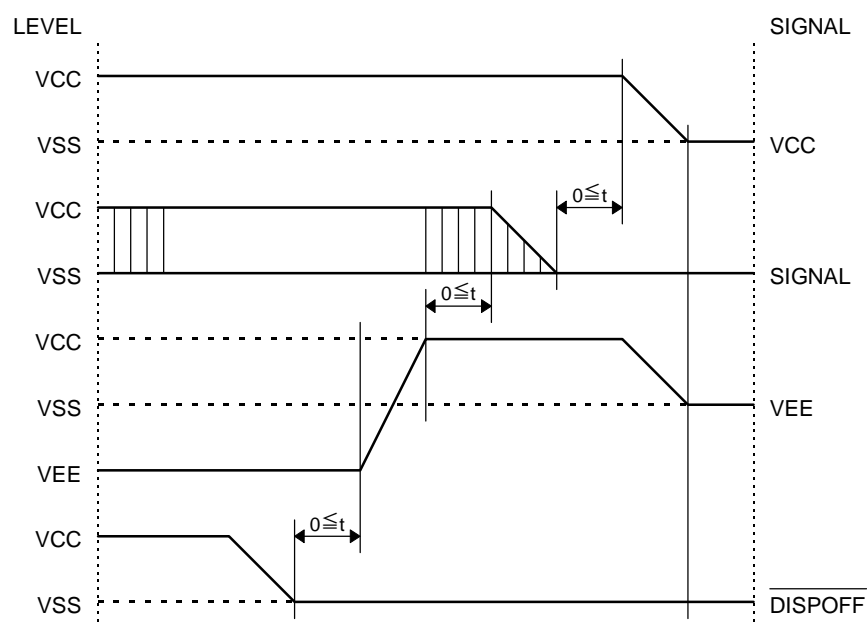 LEVEL SIGNAL
VCC
VSS VCC
0≦t
VCC
VSS SIGNAL
0≦t
VCC
VSS VEE
VEE
0≦t
VCC
VSS DISPOFF